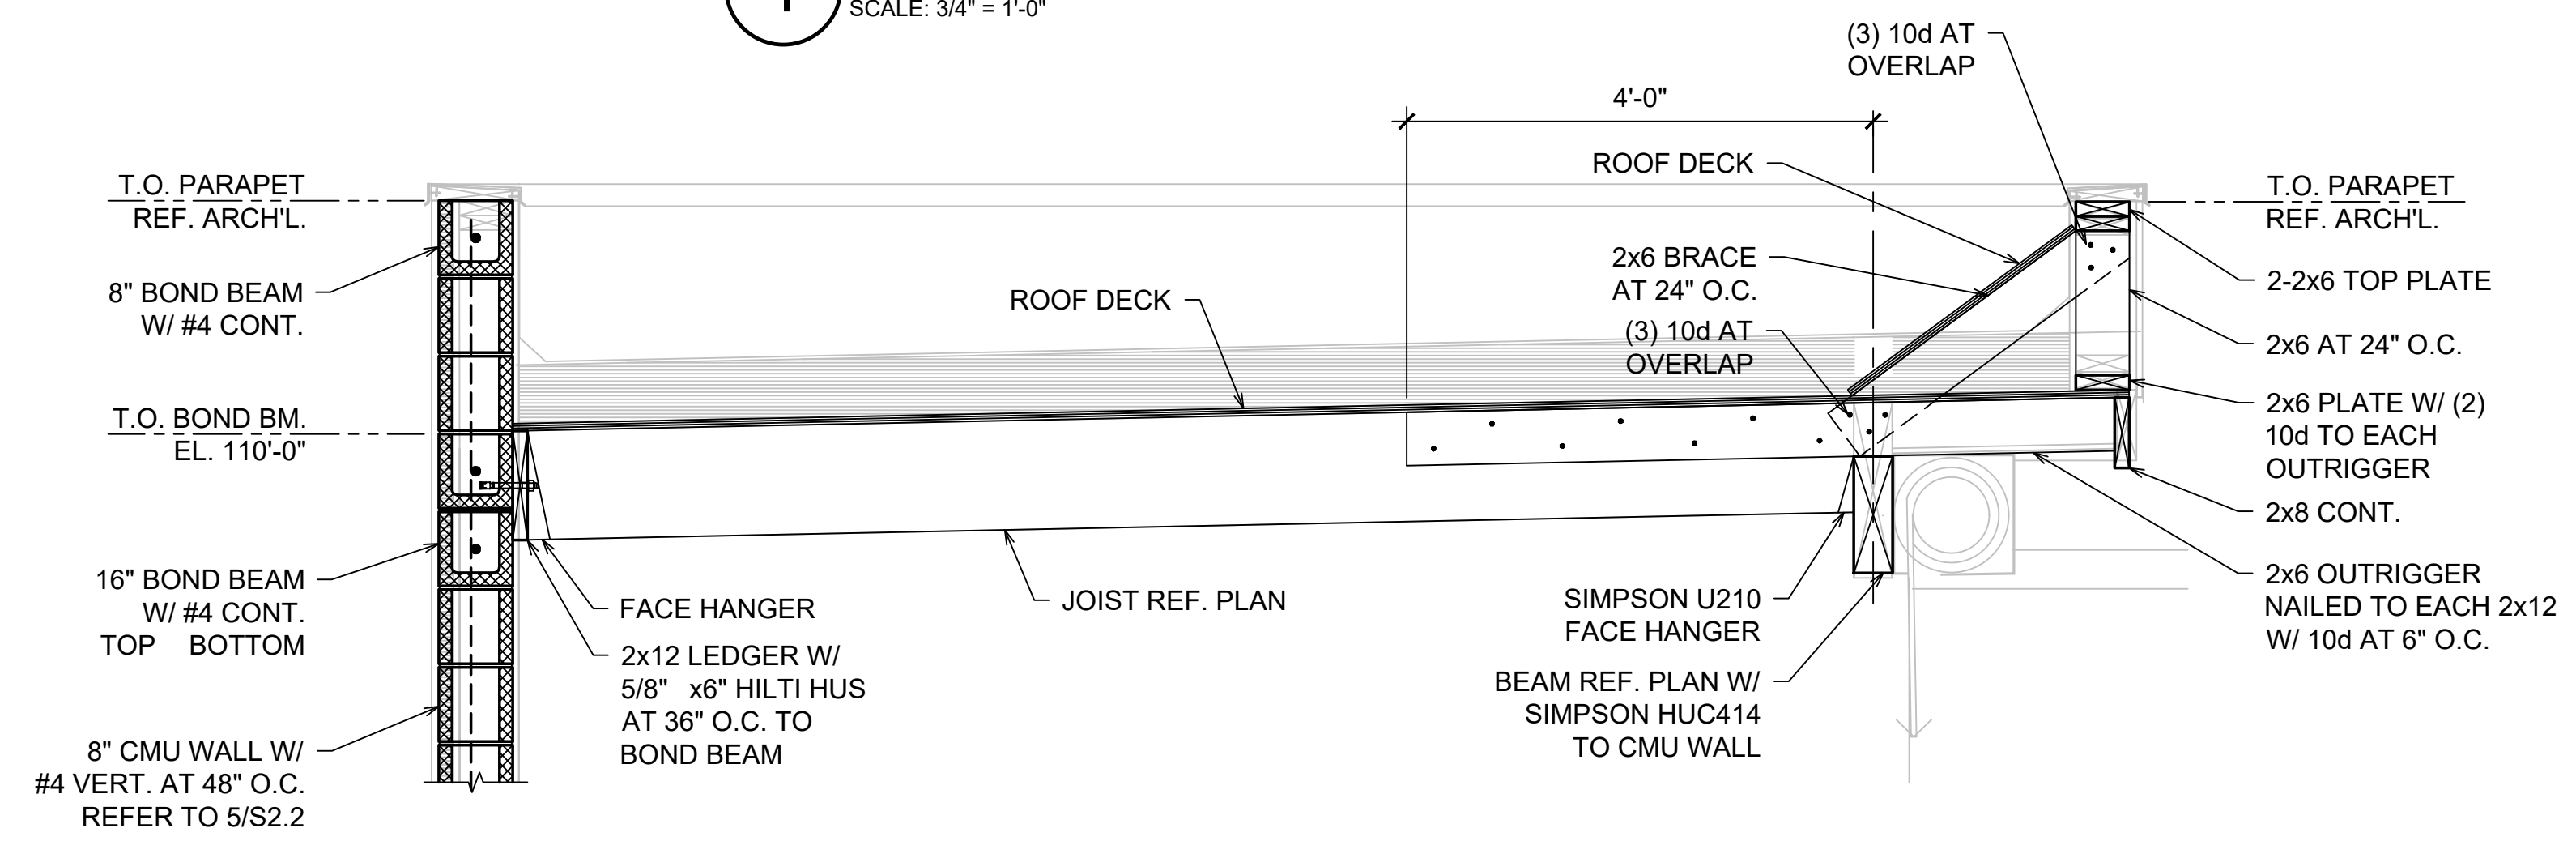 SCALE: 3/4" = 1'-0"
(3) 10d AT
OVERLAP
4'-0"
ROOF DECK
T.O. PARAPET
REF. ARCH'L.
T.O. PARAPET
REF. ARCH'L.
2x6 BRACE
AT 24" O.C.
2-2x6 TOP PLATE
8" BOND BEAM
W/ #4 CONT.
ROOF DECK
(3) 10d AT
OVERLAP
2x6 AT 24" O.C.
T.O. BOND BM.
EL. 110'-0"
2x6 PLATE W/ (2)
10d TO EACH
OUTRIGGER
2x8 CONT.
16" BOND BEAM
W/ #4 CONT.
TOP BOTTOM
FACE HANGER
JOIST REF. PLAN
SIMPSON U210
FACE HANGER
2x6 OUTRIGGER
NAILED TO EACH 2x12
W/ 10d AT 6" O.C.
2x12 LEDGER W/
5/8" x6" HILTI HUS
AT 36" O.C. TO
BOND BEAM
BEAM REF. PLAN W/
SIMPSON HUC414
TO CMU WALL
8" CMU WALL W/
#4 VERT. AT 48" O.C.
REFER TO 5/S2.2